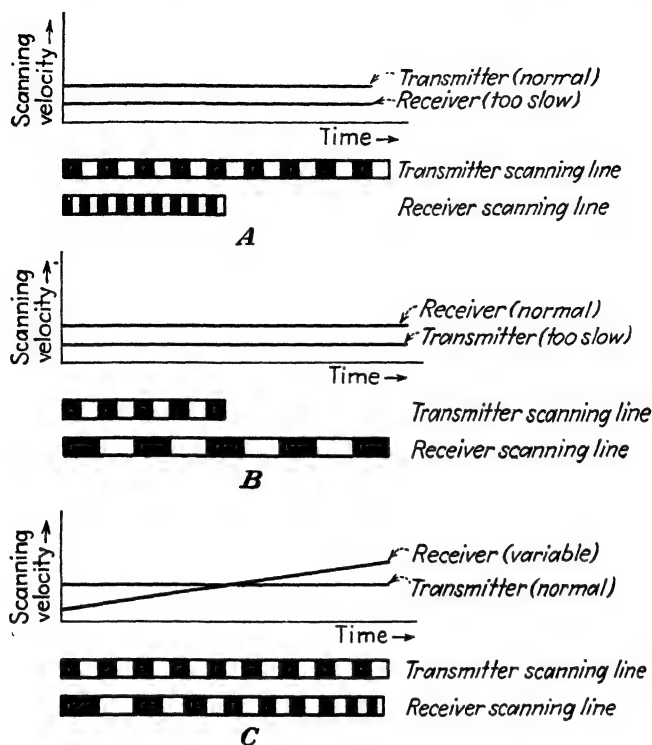 Scanning velocity →
Transmitter (normal)
Receiver (too slow)
Time →
Transmitter scanning line
Receiver scanning line
A
Scanning velocity →
Receiver (normal)
Transmitter (too slow)
Time →
Transmitter scanning line
Receiver scanning line
B
Scanning velocity →
Receiver (variable)
Transmitter (normal)
Time →
Transmitter scanning line
Receiver scanning line
C